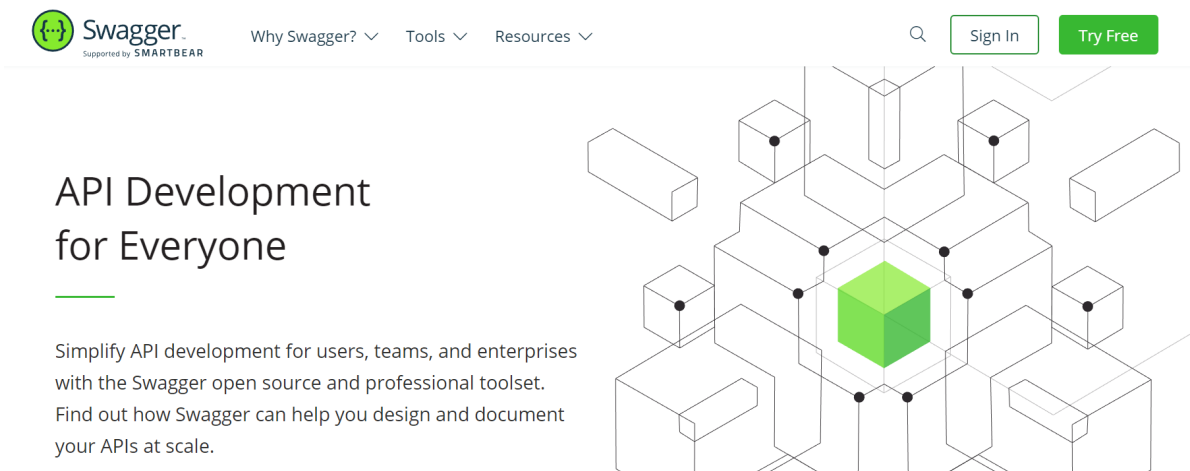 {···} Swagger™
Supported by SMARTBEAR
Why Swagger?
Tools
Resources
Sign In
Try Free
API Development
for Everyone
Simplify API development for users, teams, and enterprises
with the Swagger open source and professional toolset.
Find out how Swagger can help you design and document
your APIs at scale.